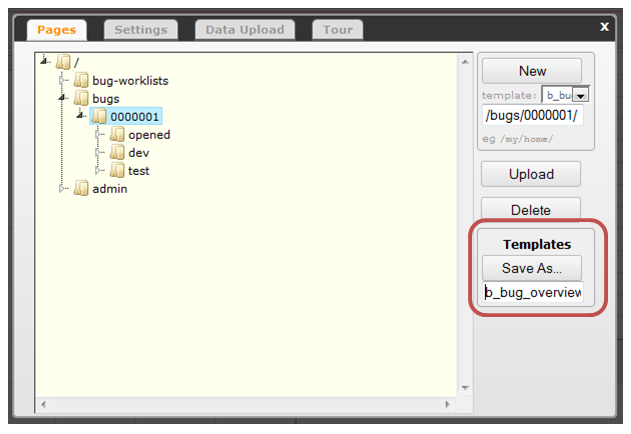 Pages Settings Data Upload Tour x
/
bug-worklists
bugs
0000001
opened
dev
test
admin
New
template: b_bu
/bugs/0000001/
eg /my/home/
Upload
Delete
Templates
Save As...
b_bug_overview